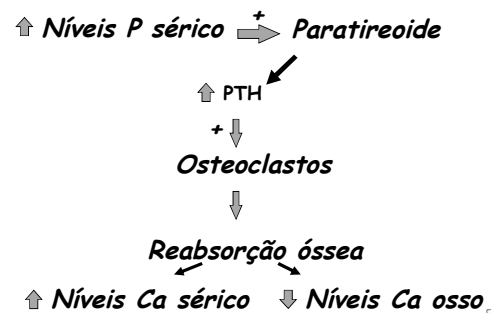 Níveis P sérico + Paratireoide
PTH
+
Osteoclastos
Reabsorção óssea
Níveis Ca sérico Níveis Ca osso